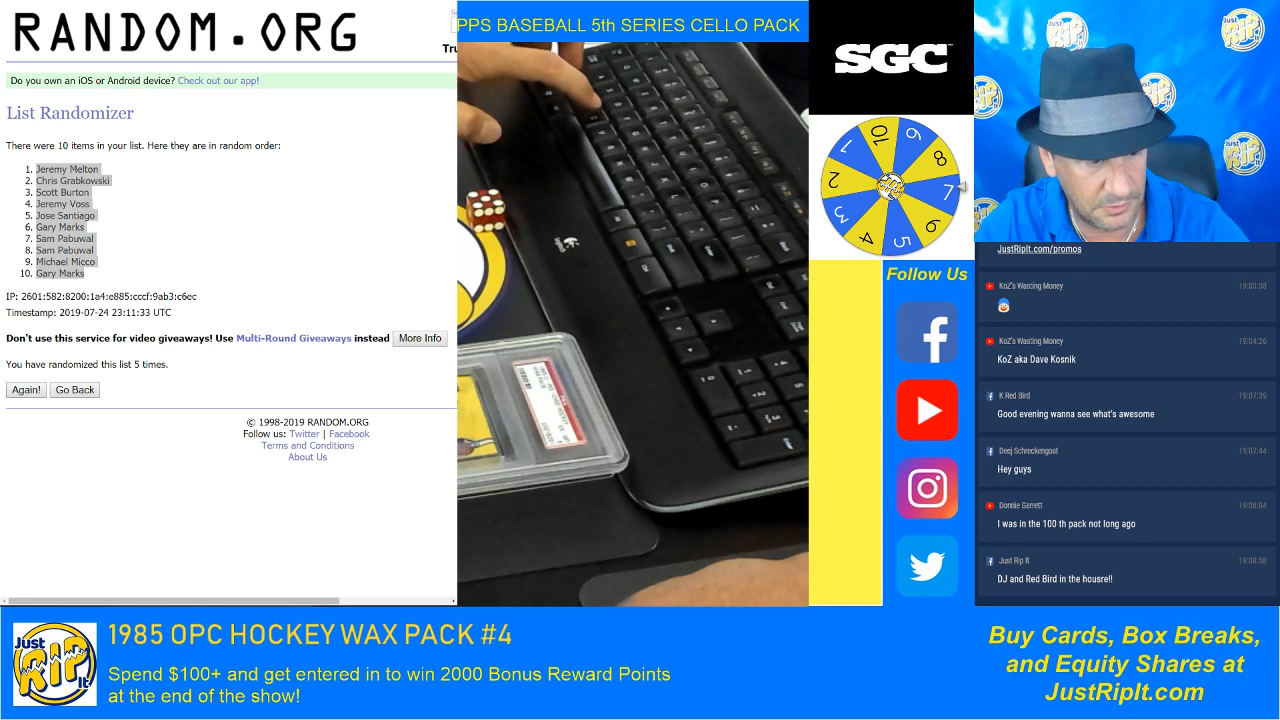 RANDOM.ORG
Tru
Do you own an iOS or Android device? Check out our app!
List Randomizer
There were 10 items in your list. Here they are in random order:
1. Jeremy Melton
2. Chris Grabkowski
3. Scott Burton
4. Jeremy Voss
5. Jose Santiago
6. Gary Marks
7. Sam Pabuwal
8. Sam Pabuwal
9. Michael Micco
10. Gary Marks
IP: 2601:582:8200:1a4:e885:cccf:9ab3:c6ec
Timestamp: 2019-07-24 23:11:33 UTC
Don't use this service for video giveaways! Use Multi-Round Giveaways instead More Info
You have randomized this list 5 times.
Again! Go Back
© 1998-2019 RANDOM.ORG
Follow us: Twitter | Facebook
Terms and Conditions
About Us
PPS BASEBALL 5th SERIES CELLO PACK
SGC
10
9
8
7
6
5
4
3
2
1
Follow Us
JustRipIt.com/promos
KoZ's Wasting Money 19:03:38
KoZ's Wasting Money 19:04:26
KoZ aka Dave Kosnik
K Red Bird 19:07:39
Good evening wanna see what's awesome
Deej Schreckengost 19:07:44
Hey guys
Donnie Garrett 19:08:04
I was in the 100 th pack not long ago
Just Rip It 19:08:58
DJ and Red Bird in the housre!!
Just
RIP
It
1985 OPC HOCKEY WAX PACK #4
Spend $100+ and get entered in to win 2000 Bonus Reward Points
at the end of the show!
Buy Cards, Box Breaks,
and Equity Shares at
JustRipIt.com